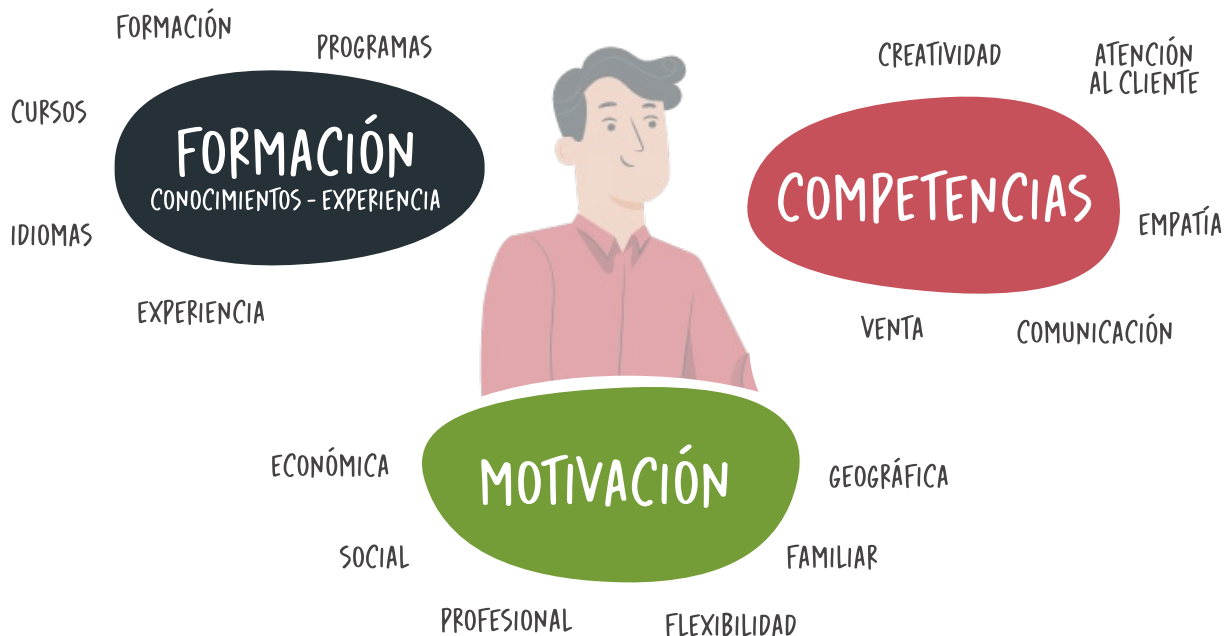 FORMACIÓN
PROGRAMAS
CURSOS
FORMACIÓN
CONOCIMIENTOS - EXPERIENCIA
IDIOMAS
EXPERIENCIA
CREATIVIDAD
ATENCIÓN
AL CLIENTE
COMPETENCIAS
EMPATÍA
VENTA
COMUNICACIÓN
ECONÓMICA
MOTIVACIÓN
GEOGRÁFICA
SOCIAL
FAMILIAR
PROFESIONAL
FLEXIBILIDAD